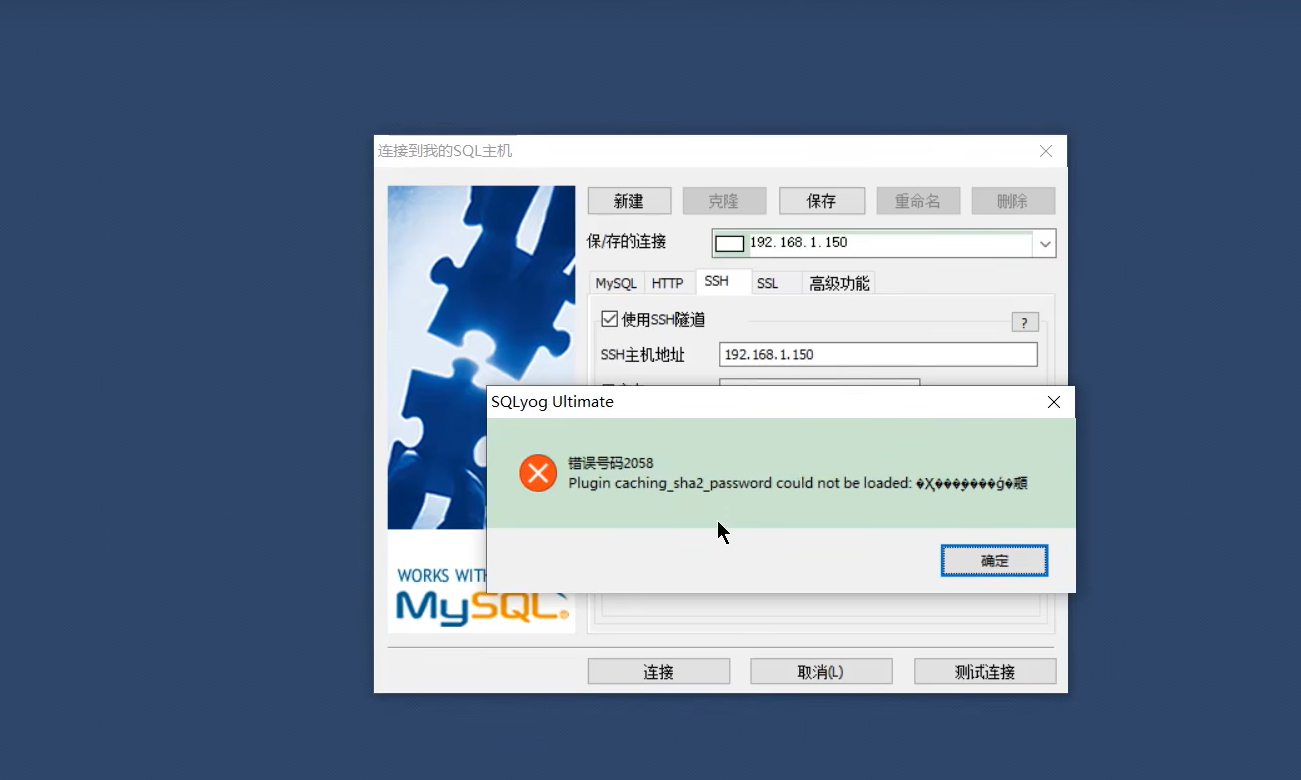 连接到我的SQL主机
新建 克隆 保存 重命名 删除
保/存的连接 192.168.1.150
MySQL HTTP SSH SSL 高级功能
使用SSH隧道 ?
SSH主机地址 192.168.1.150
SQLyog Ultimate
错误号码2058
Plugin caching_sha2_password could not be loaded:
确定
WORKS WITH
MySQL®
连接 取消(L) 测试连接